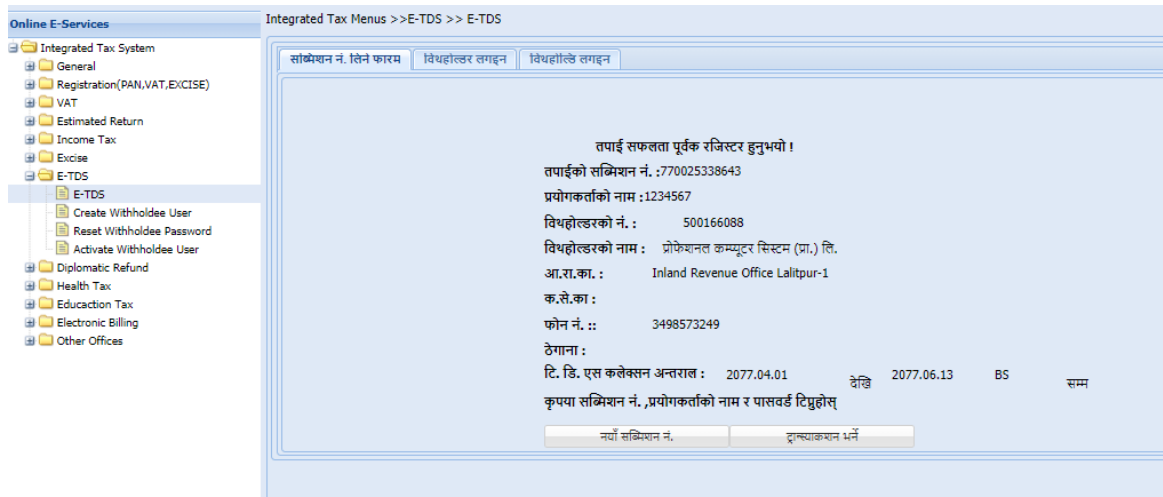 Online E-Services
Integrated Tax Menus >>E-TDS >> E-TDS
Integrated Tax System
General
Registration(PAN,VAT,EXCISE)
VAT
Estimated Return
Income Tax
Excise
E-TDS
E-TDS
Create Withholdee User
Reset Withholdee Password
Activate Withholdee User
Diplomatic Refund
Health Tax
Educaction Tax
Electronic Billing
Other Offices
सब्मिशन नं. लिने फारम विथहोल्डर लगइन विथहोल्डि लगइन
तपाई सफलता पूर्वक रजिस्टर हुनुभयो !
तपाईको सब्मिशन नं. :770025338643
प्रयोगकर्ताको नाम :1234567
विथहोल्डरको नं. : 500166088
विथहोल्डरको नाम : प्रोफेशनल कम्प्यूटर सिस्टम (प्रा.) लि.
आ.रा.का. : Inland Revenue Office Lalitpur-1
क.से.का :
फोन नं. :: 3498573249
ठेगाना :
टि. डि. एस कलेक्सन अन्तराल : 2077.04.01 देखि 2077.06.13 BS सम्म
कृपया सब्मिशन नं. ,प्रयोगकर्ताको नाम र पासवर्ड टिप्नुहोस्
नयाँ सब्मिशन नं. ट्रान्स्याकशन भर्ने